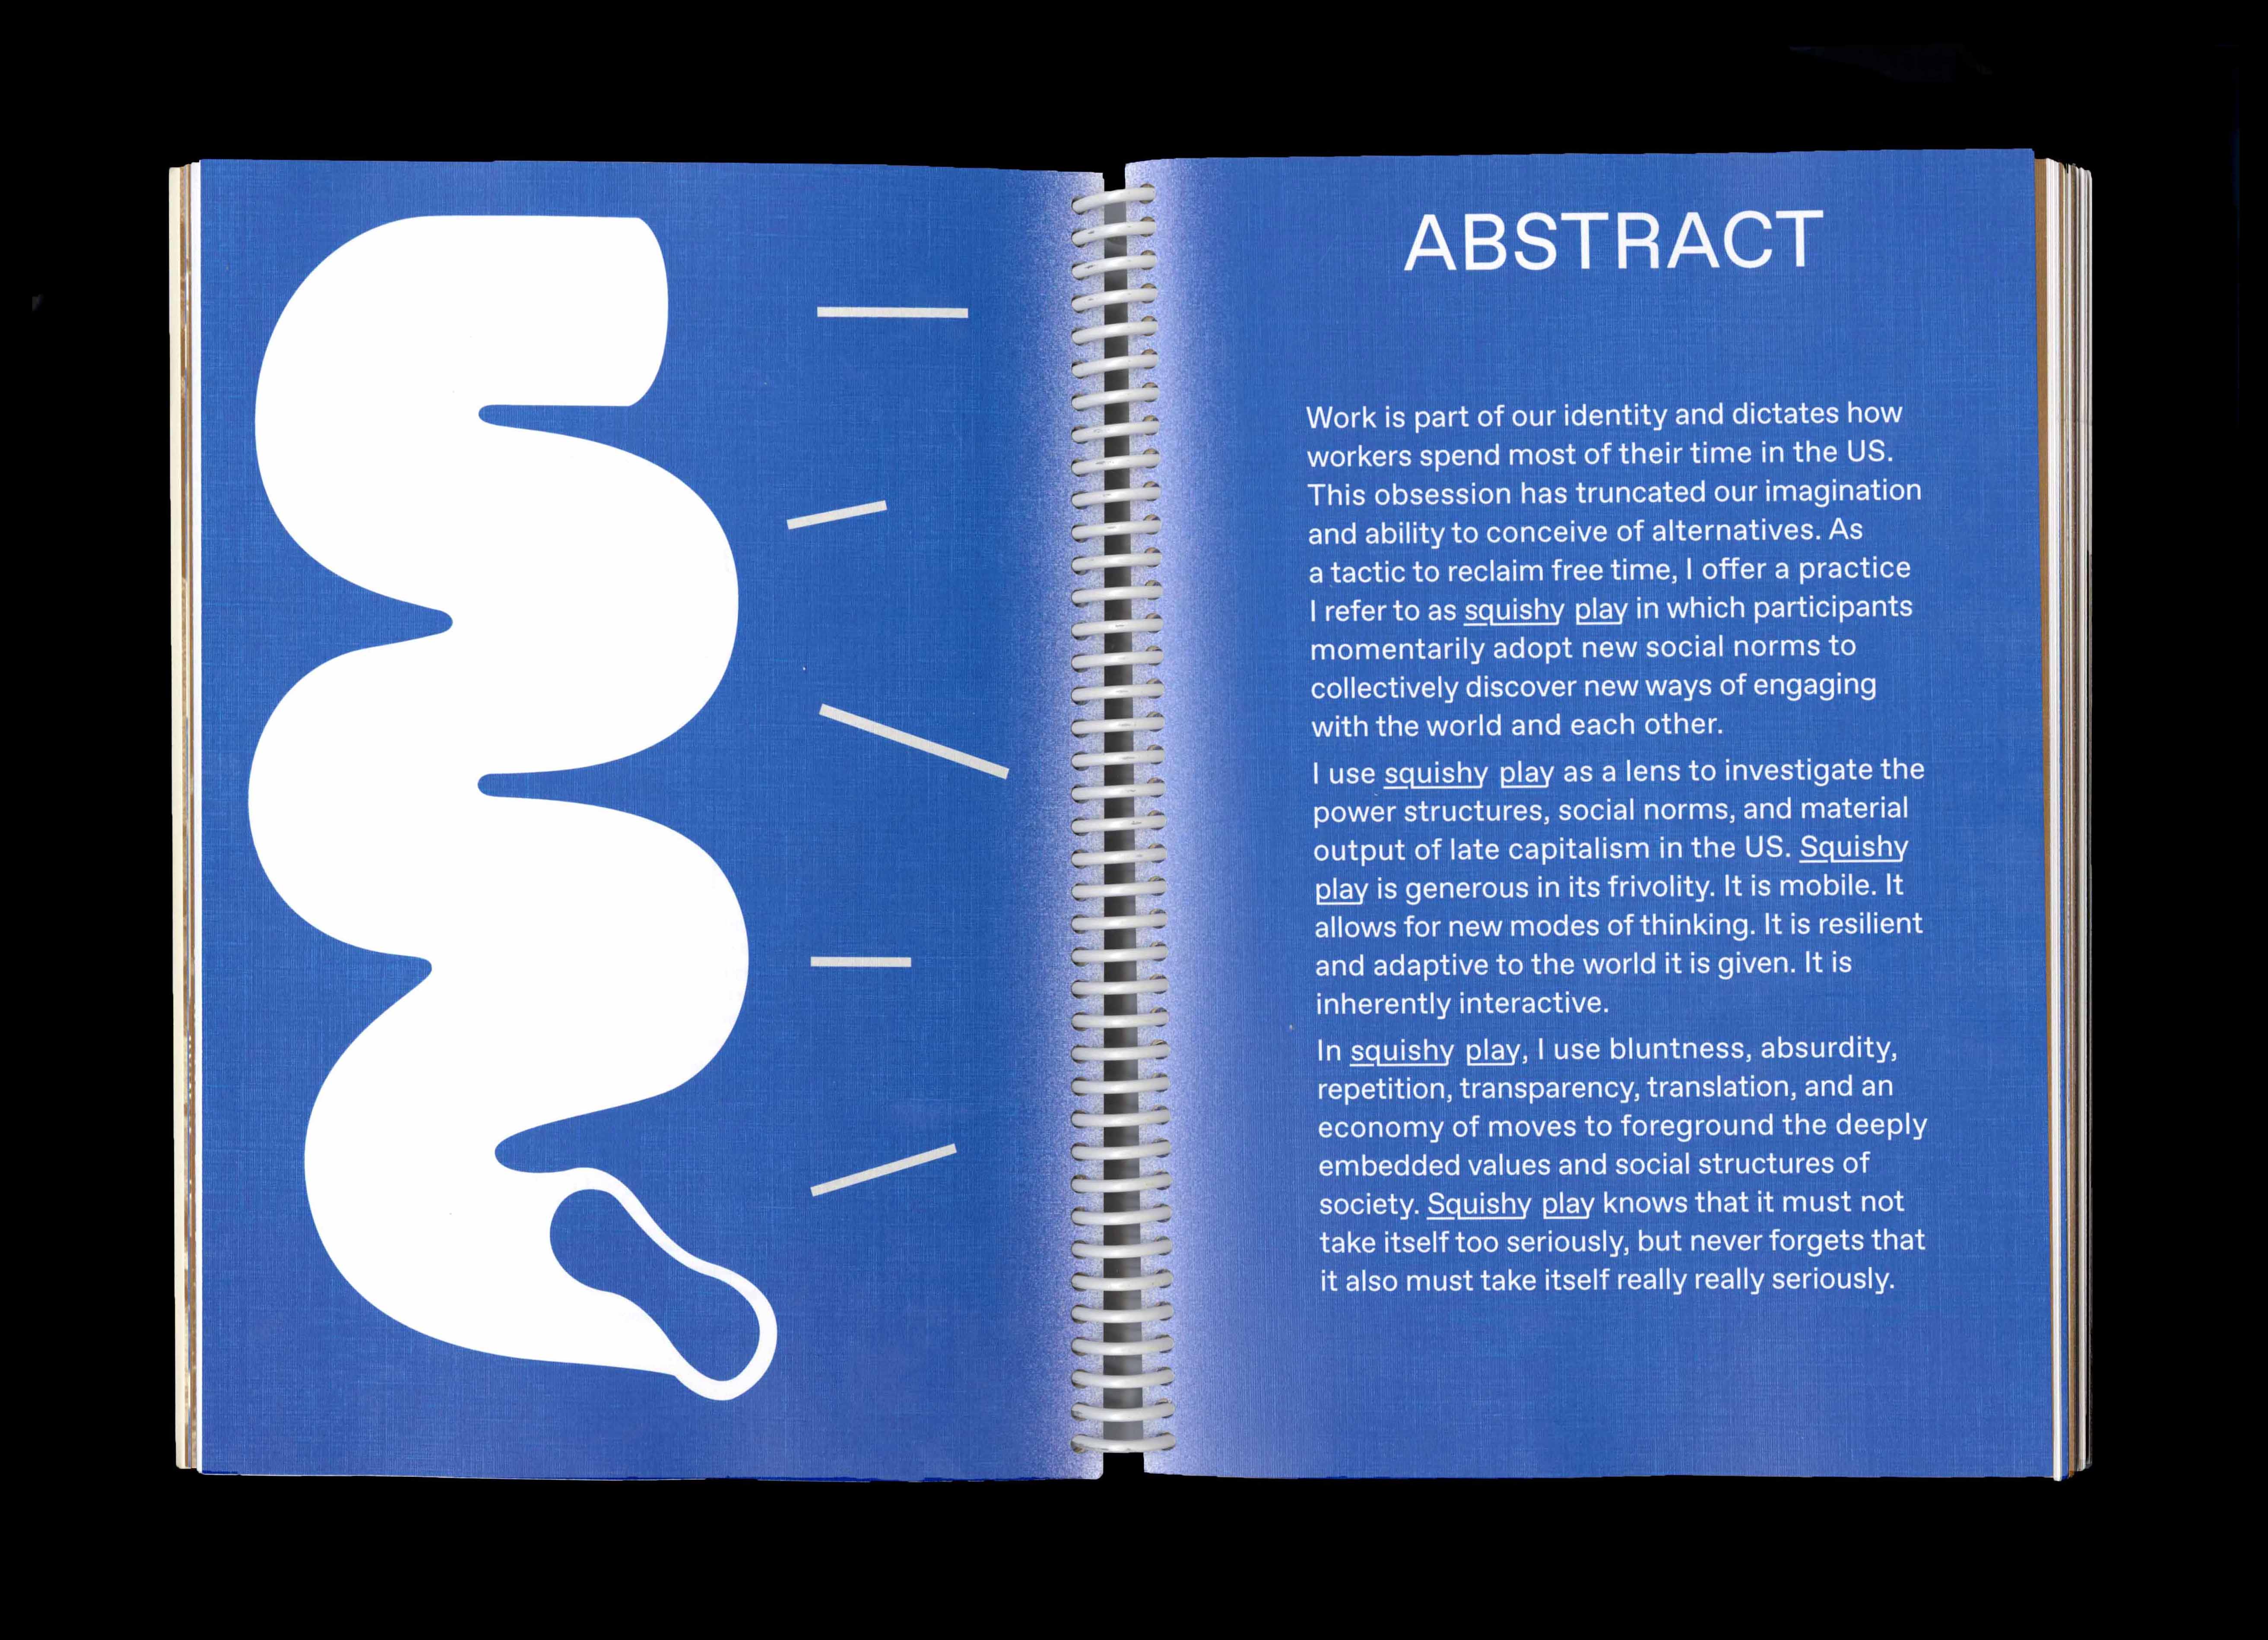 ABSTRACT
Work is part of our identity and dictates how
workers spend most of their time in the US.
This obsession has truncated our imagination
and ability to conceive of alternatives. As
a tactic to reclaim free time, I offer a practice
I refer to as squishy play in which participants
momentarily adopt new social norms to
collectively discover new ways of engaging
with the world and each other.
I use squishy play as a lens to investigate the
power structures, social norms, and material
output of late capitalism in the US. Squishy
play is generous in its frivolity. It is mobile. It
allows for new modes of thinking. It is resilient
and adaptive to the world it is given. It is
inherently interactive.
In squishy play, I use bluntness, absurdity,
repetition, transparency, translation, and an
economy of moves to foreground the deeply
embedded values and social structures of
society. Squishy play knows that it must not
take itself too seriously, but never forgets that
it also must take itself really really seriously.